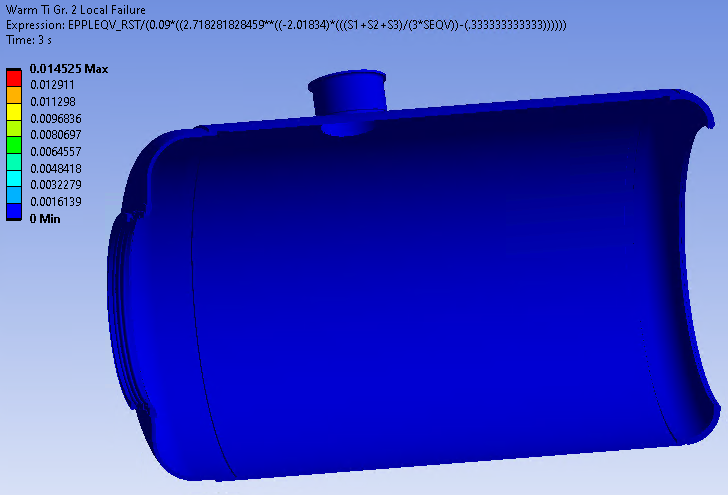 Warm Ti Gr. 2 Local Failure
Expression: EPPLEQV_RST/(0.09*((2.718281828459**((-2.01834)*(((S1+S2+S3)/(3*SEQV))-(.333333333333))))))
Time: 3 s
0.014525 Max
0.012911
0.011298
0.0096836
0.0080697
0.0064557
0.0048418
0.0032279
0.0016139
0 Min